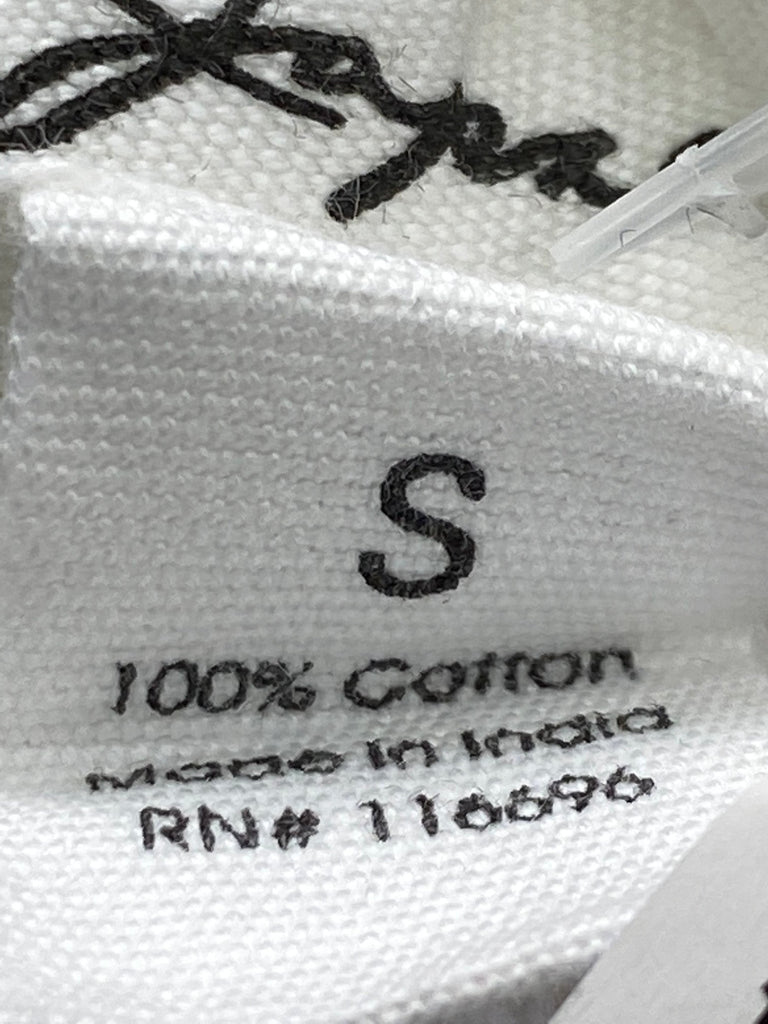 S
100% Cotton
Made in India
RN# 116696